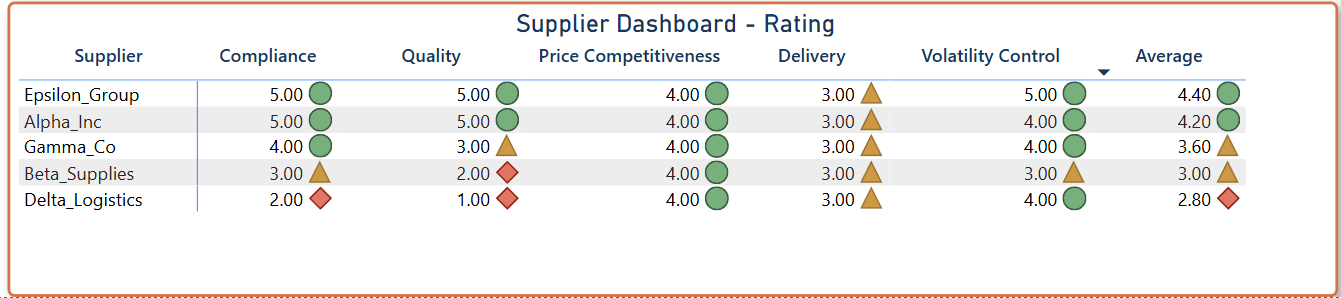 Supplier Dashboard - Rating
Supplier Compliance Quality Price Competitiveness Delivery Volatility Control Average
Epsilon_Group 5.00 5.00 4.00 3.00 5.00 4.40
Alpha_Inc 5.00 5.00 4.00 3.00 4.00 4.20
Gamma_Co 4.00 3.00 4.00 3.00 4.00 3.60
Beta_Supplies 3.00 2.00 4.00 3.00 3.00 3.00
Delta_Logistics 2.00 1.00 4.00 3.00 4.00 2.80